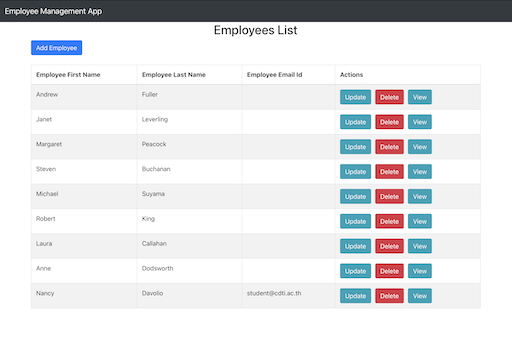 Employee Management App
Employees List
Add Employee
Employee First Name Employee Last Name Employee Email Id Actions
Andrew Fuller Update Delete View
Janet Leverling Update Delete View
Margaret Peacock Update Delete View
Steven Buchanan Update Delete View
Michael Suyama Update Delete View
Robert King Update Delete View
Laura Callahan Update Delete View
Anne Dodsworth Update Delete View
Nancy Davolio student@cdti.ac.th Update Delete View